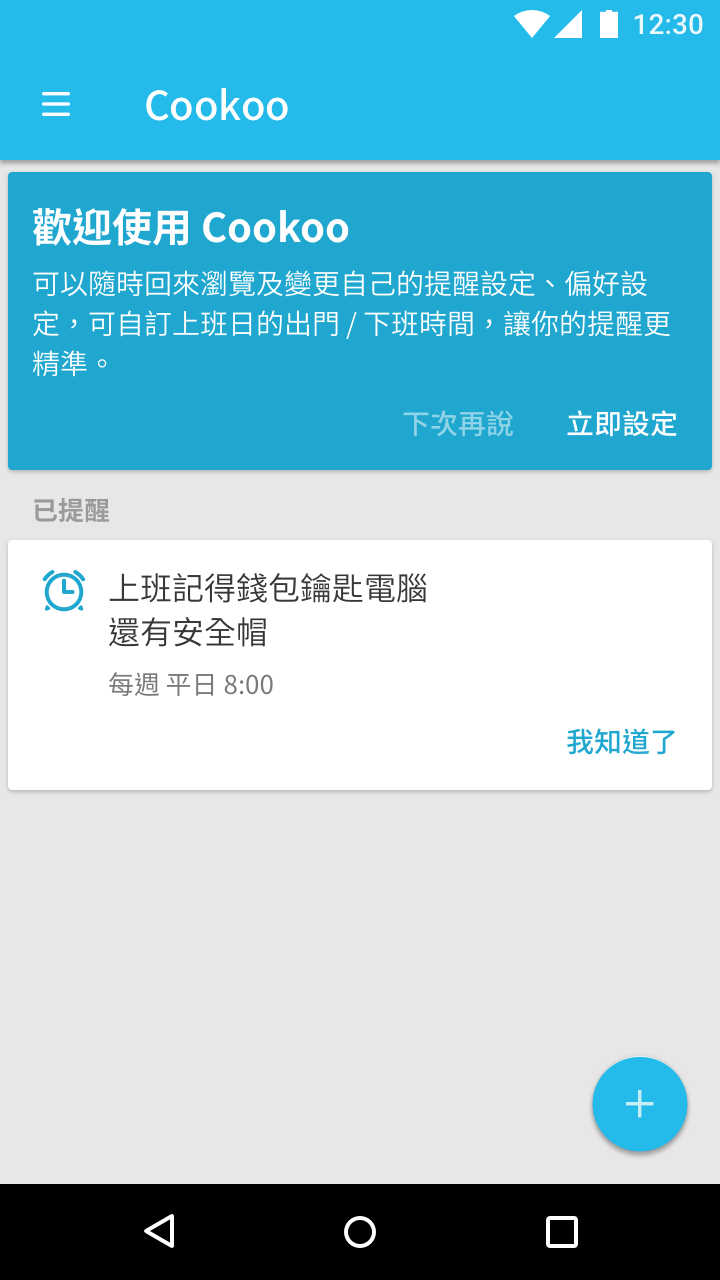 12:30
Cookoo
歡迎使用 Cookoo
可以隨時回來瀏覽及變更自己的提醒設定、偏好設
定，可自訂上班日的出門 / 下班時間，讓你的提醒更
精準。
下次再說 立即設定
已提醒
上班記得錢包鑰匙電腦
還有安全帽
每週 平日 8:00
我知道了